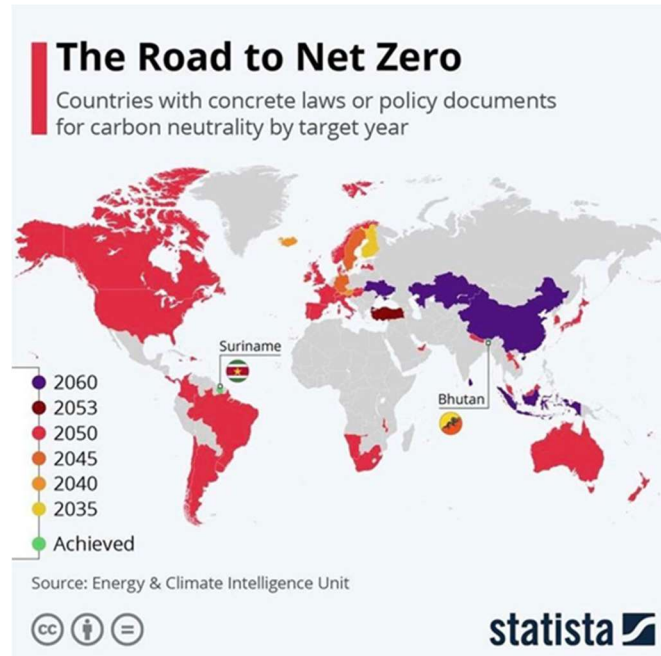 The Road to Net Zero
Countries with concrete laws or policy documents
for carbon neutrality by target year
Suriname
Bhutan
2060
2053
2050
2045
2040
2035
Achieved
Source: Energy & Climate Intelligence Unit
cc
statista